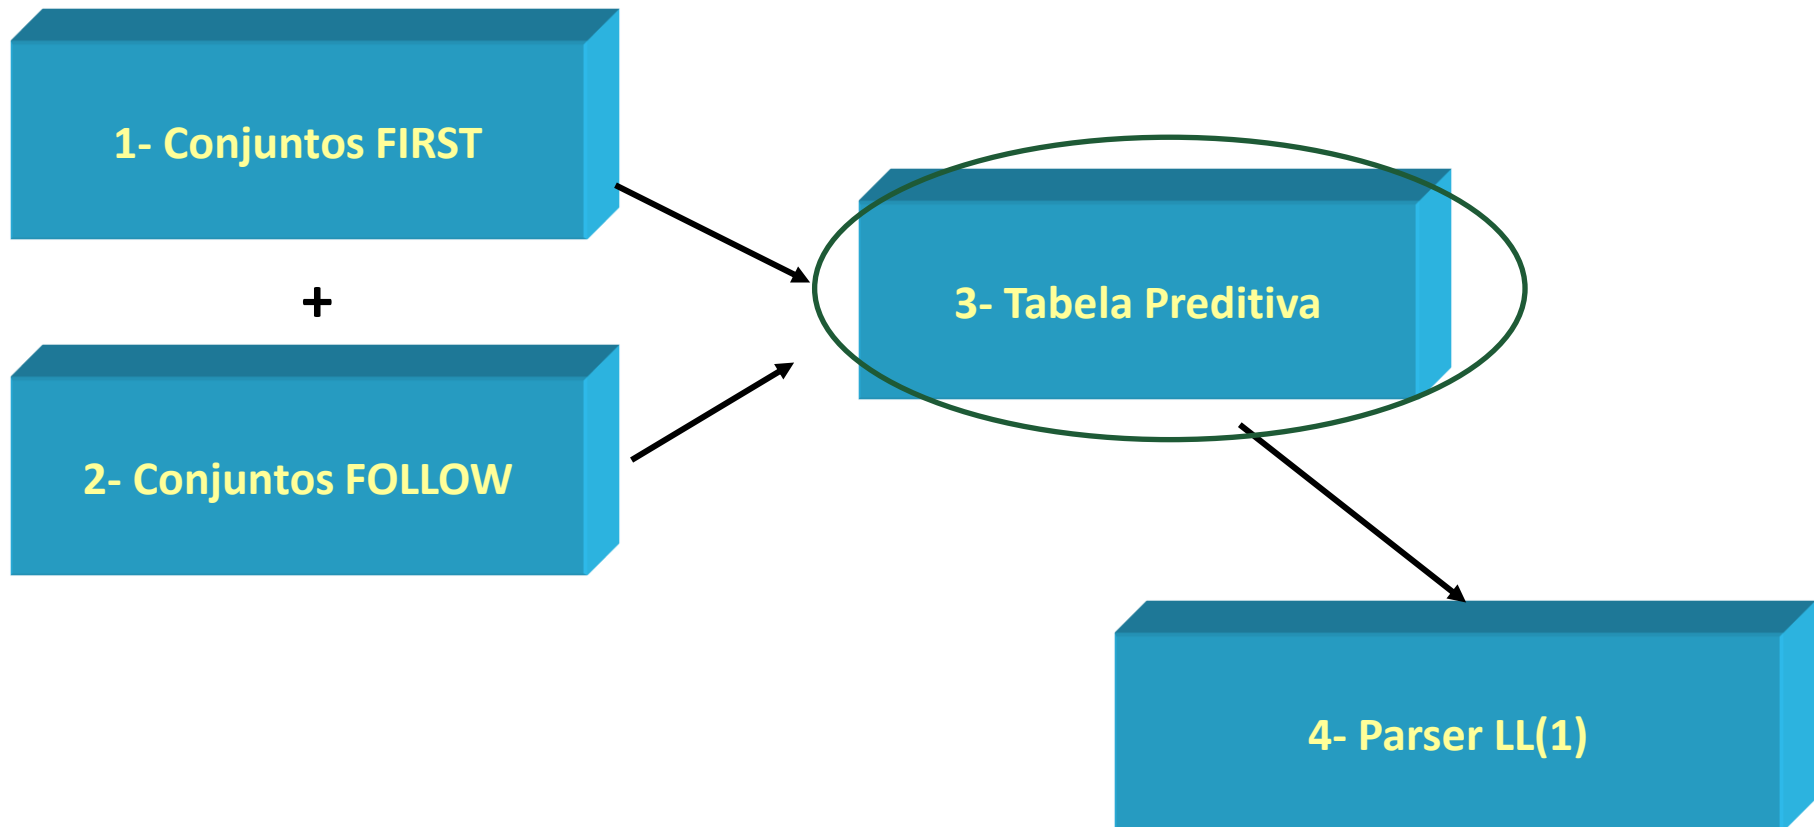 1- Conjuntos FIRST
+
2- Conjuntos FOLLOW
3- Tabela Preditiva
4- Parser LL(1)